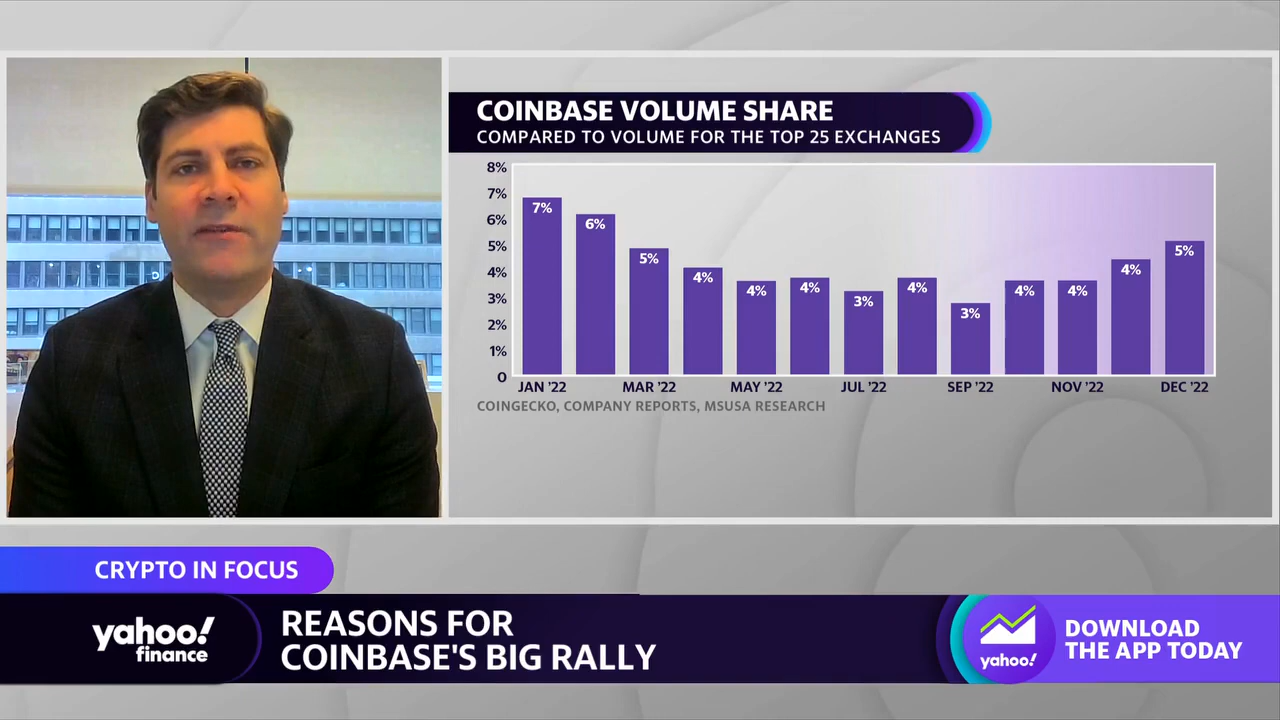 COINBASE VOLUME SHARE
COMPARED TO VOLUME FOR THE TOP 25 EXCHANGES
8%
7%
6%
5%
4%
3%
2%
1%
0
7%
6%
5%
4%
4%
4%
3%
4%
3%
4%
4%
4%
5%
JAN '22
MAR '22
MAY '22
JUL '22
SEP '22
NOV '22
DEC '22
COINGECKO, COMPANY REPORTS, MSUSA RESEARCH
CRYPTO IN FOCUS
yahoo!
finance
REASONS FOR
COINBASE'S BIG RALLY
yahoo!
DOWNLOAD
THE APP TODAY